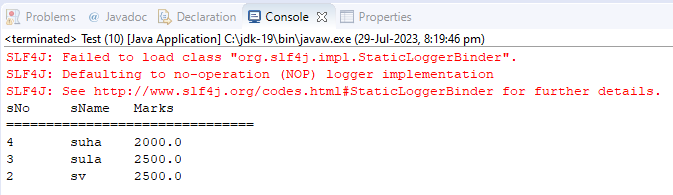 Problems @ Javadoc Declaration Console Properties
<terminated> Test (10) [Java Application] C:\jdk-19\bin\javaw.exe (29-Jul-2023, 8:19:46 pm)
SLF4J: Failed to load class "org.slf4j.impl.StaticLoggerBinder".
SLF4J: Defaulting to no-operation (NOP) logger implementation
SLF4J: See http://www.slf4j.org/codes.html#StaticLoggerBinder for further details.
sNo sName Marks
===============================
4 suha 2000.0
3 sula 2500.0
2 sv 2500.0